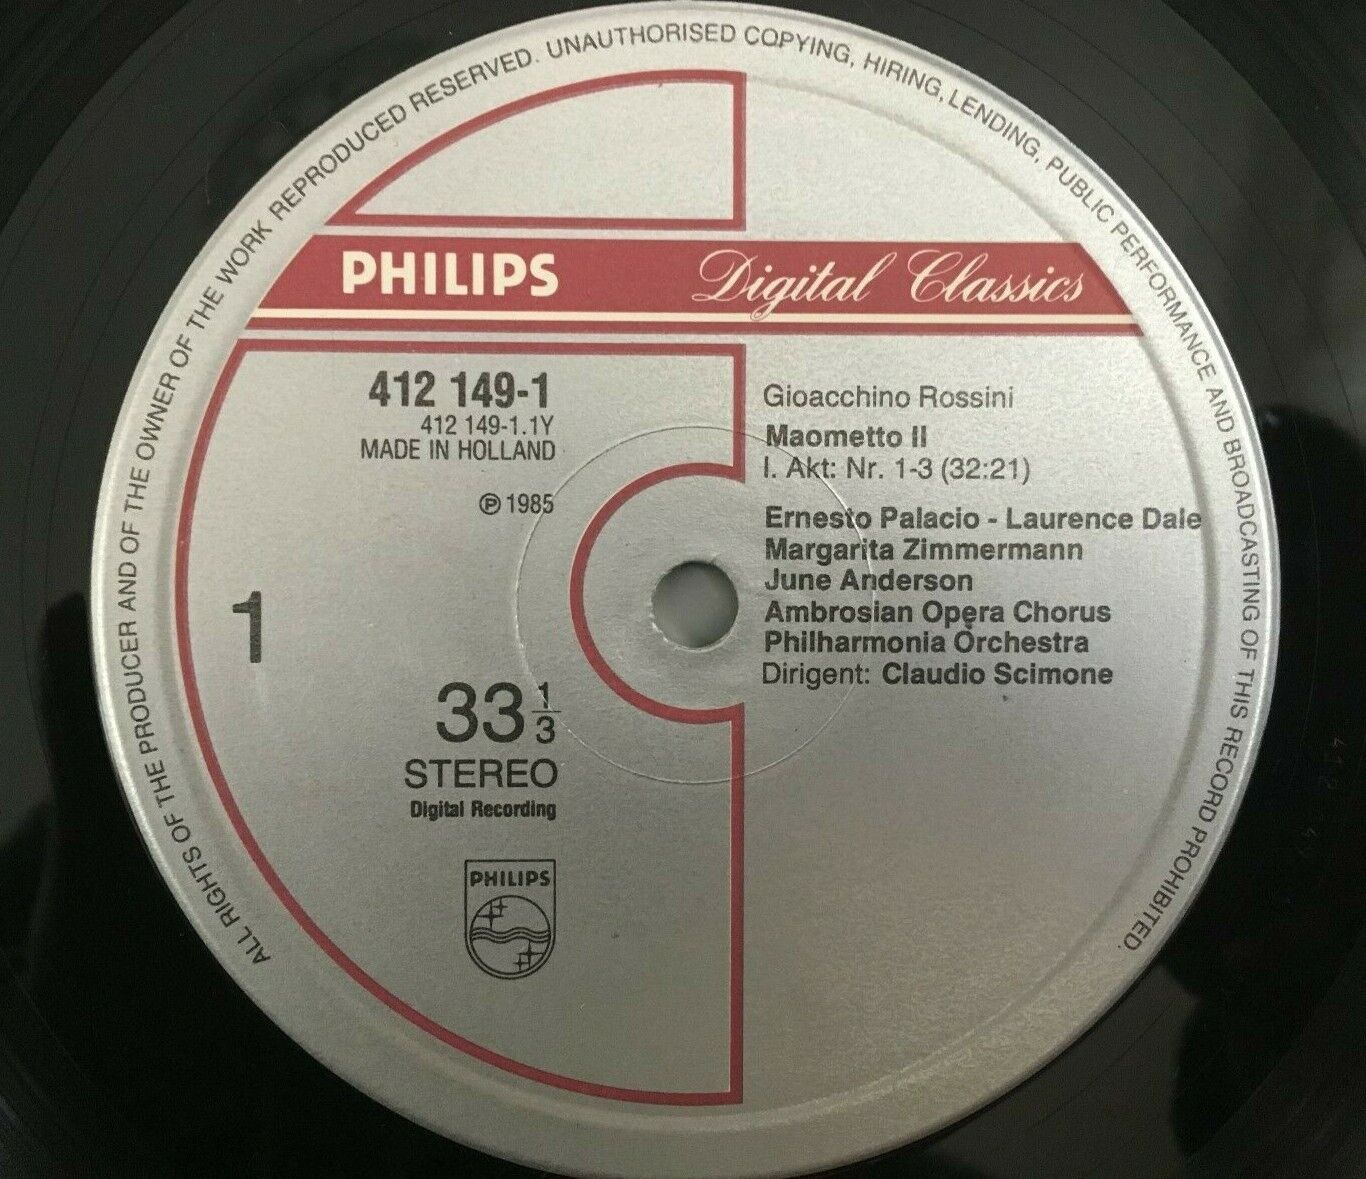 ALL RIGHTS OF THE PRODUCER AND OF THE OWNER OF THE WORK REPRODUCED RESERVED. UNAUTHORISED COPYING, HIRING, LENDING, PUBLIC PERFORMANCE AND BROADCASTING OF THIS RECORD PROHIBITED.
PHILIPS Digital Classics
412 149-1
412 149-1.1Y
MADE IN HOLLAND
℗ 1985
1
33 1/3
STEREO
Digital Recording
PHILIPS
Gioacchino Rossini
Maometto II
I. Akt: Nr. 1-3 (32:21)
Ernesto Palacio - Laurence Dale
Margarita Zimmermann
June Anderson
Ambrosian Opera Chorus
Philharmonia Orchestra
Dirigent: Claudio Scimone